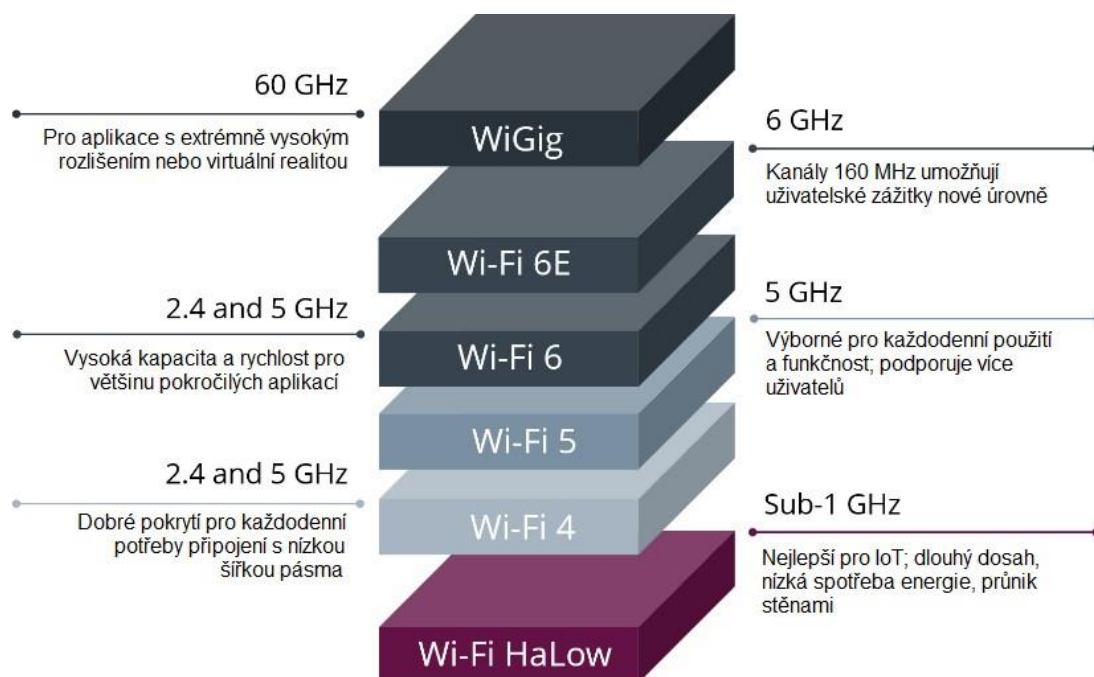 60 GHz
Pro aplikace s extrémně vysokým
rozlišením nebo virtuální realitou
WiGig
6 GHz
Kanály 160 MHz umožňují
uživatelské zážitky nové úrovně
Wi-Fi 6E
2.4 and 5 GHz
Vysoká kapacita a rychlost pro
většinu pokročilých aplikací
Wi-Fi 6
5 GHz
Výborné pro každodenní použití
a funkčnost; podporuje více
uživatelů
Wi-Fi 5
2.4 and 5 GHz
Dobré pokrytí pro každodenní
potřeby připojení s nízkou
šířkou pásma
Wi-Fi 4
Sub-1 GHz
Nejlepší pro IoT; dlouhý dosah,
nízká spotřeba energie, průnik
stěnami
Wi-Fi HaLow